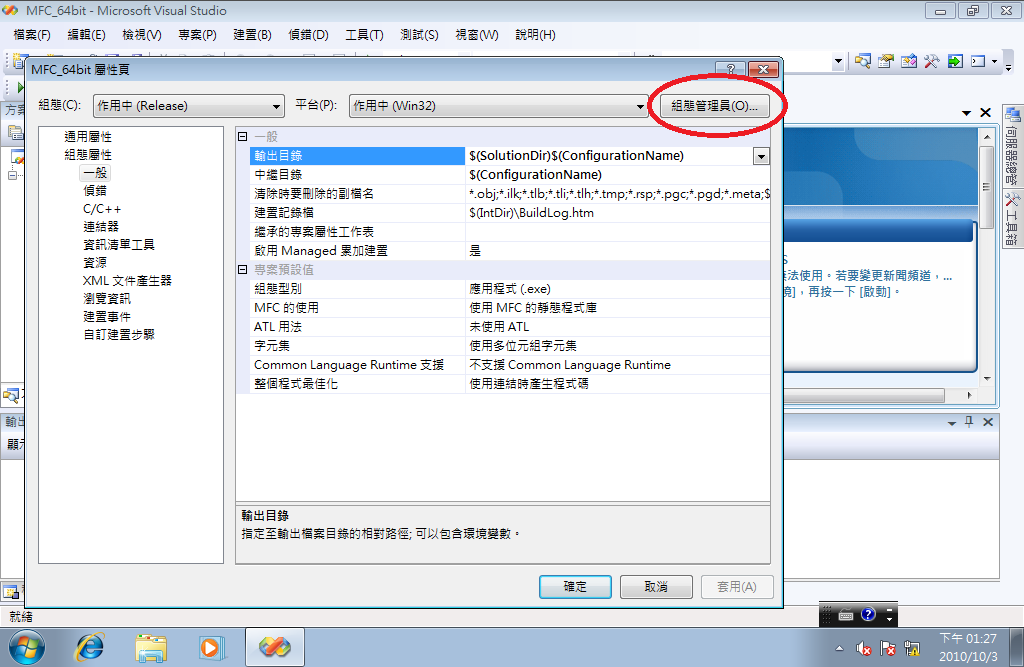 MFC_64bit - Microsoft Visual Studio
檔案(F) 編輯(E) 檢視(V) 專案(P) 建置(B) 偵錯(D) 工具(T) 測試(S) 視窗(W) 說明(H)
MFC_64bit 屬性頁
組態(C): 作用中 (Release) 平台(P): 作用中 (Win32) 組態管理員(O)...
通用屬性
組態屬性
一般
偵錯
C/C++
連結器
資訊清單工具
資源
XML 文件產生器
瀏覽資訊
建置事件
自訂建置步驟
一般
輸出目錄 $(SolutionDir)$(ConfigurationName)
中繼目錄 $(ConfigurationName)
清除時要刪除的副檔名 *.obj;*.ilk;*.tlb;*.tli;*.tlh;*.tmp;*.rsp;*.pgc;*.pgd;*.meta;$
建置記錄檔 $(IntDir)\BuildLog.htm
繼承的專案屬性工作表
啟用 Managed 累加建置 是
專案預設值
組態型別 應用程式 (.exe)
MFC 的使用 使用 MFC 的靜態程式庫
ATL 用法 未使用 ATL
字元集 使用多位元組字元集
Common Language Runtime 支援 不支援 Common Language Runtime
整個程式最佳化 使用連結時產生程式碼
輸出目錄
指定至輸出檔案目錄的相對路徑; 可以包含環境變數。
確定 取消 套用(A)
方案
S
法使用。若要變更新聞頻道，...
境]，再按一下 [啟動]。
伺服器總管
工具箱
輸出
顯示
就緒
下午 01:27
2010/10/3